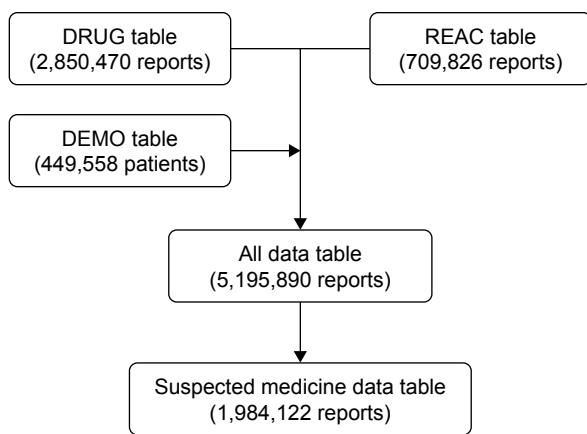 DRUG table
(2,850,470 reports)
REAC table
(709,826 reports)
DEMO table
(449,558 patients)
All data table
(5,195,890 reports)
Suspected medicine data table
(1,984,122 reports)